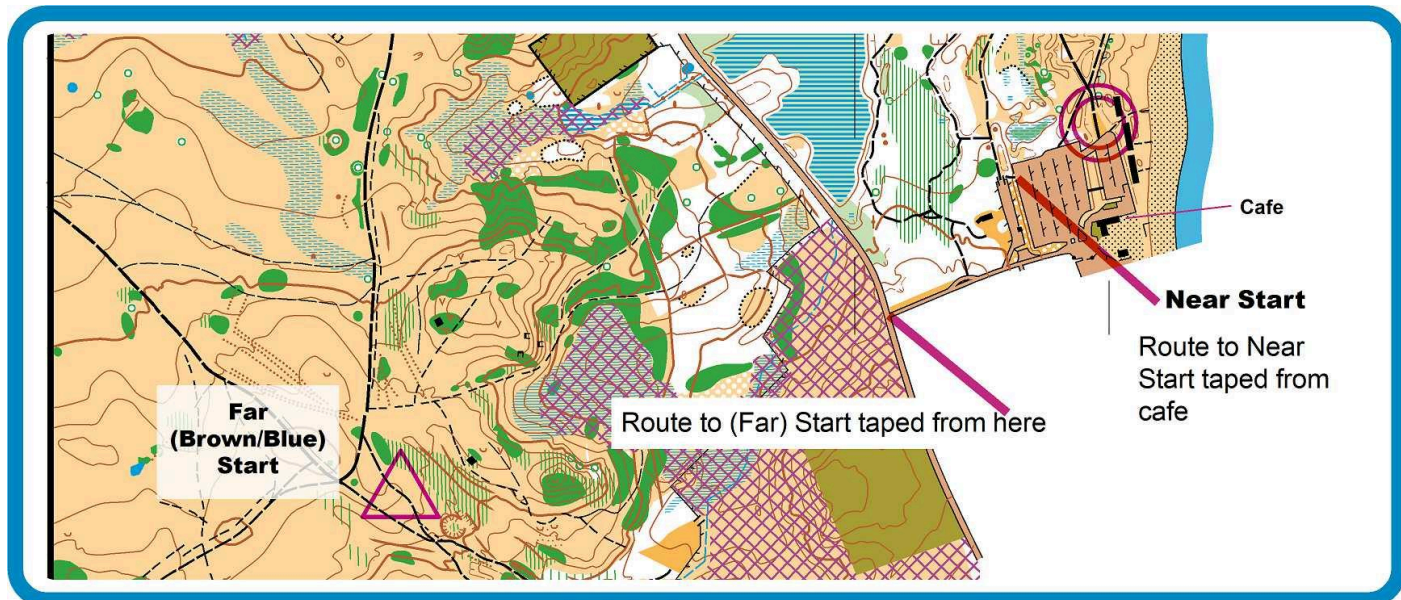 Cafe
Near Start
Route to Near
Start taped from
cafe
Far
(Brown/Blue)
Start
Route to (Far) Start taped from here